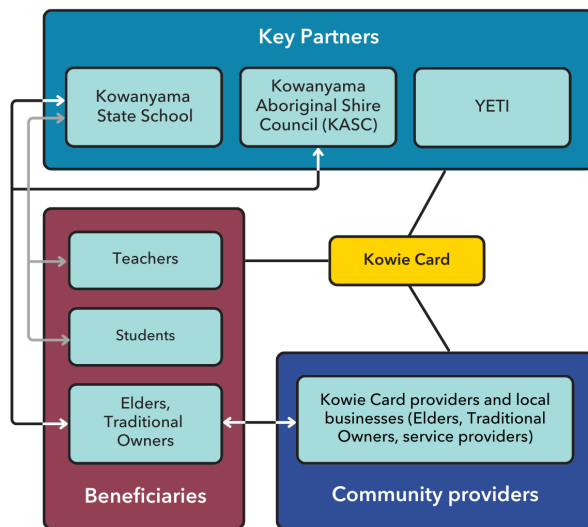 Key Partners
Kowanyama
State School
Kowanyama
Aboriginal Shire
Council (KASC)
YETI
Teachers
Kowie Card
Students
Elders,
Traditional
Owners
Kowie Card providers and local
businesses (Elders, Traditional
Owners, service providers)
Beneficiaries
Community providers